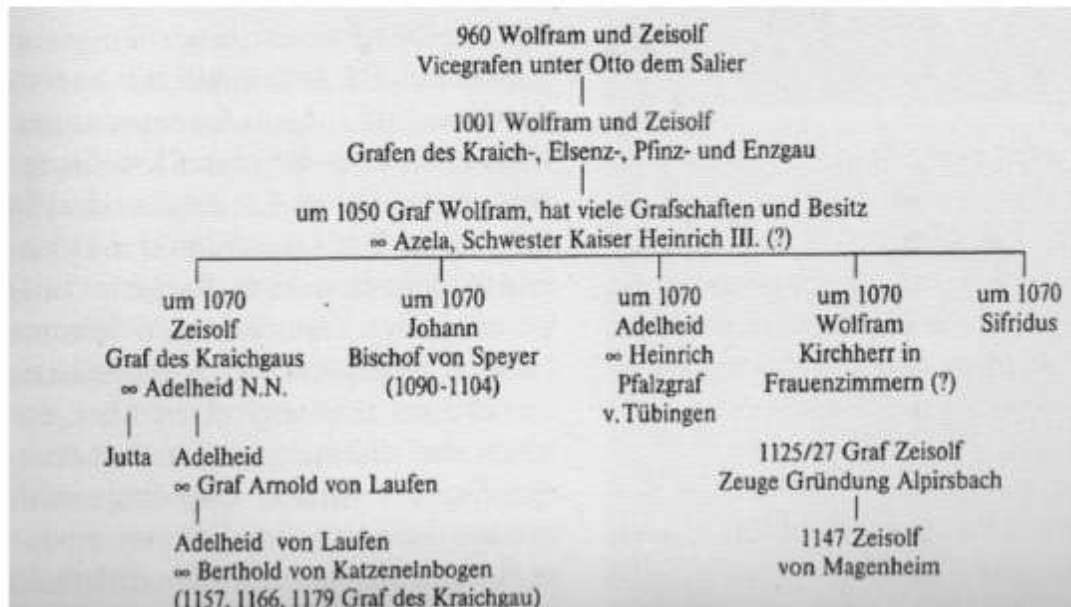 960 Wolfram und Zeisolf
Vicegrafen unter Otto dem Salier
1001 Wolfram und Zeisolf
Grafen des Kraich-, Elsenz-, Pfinz- und Enzgau
um 1050 Graf Wolfram, hat viele Grafschaften und Besitz
∞ Azela, Schwester Kaiser Heinrich III. (?)
um 1070
Zeisolf
Graf des Kraichgaus
∞ Adelheid N.N.
um 1070
Johann
Bischof von Speyer
(1090-1104)
um 1070
Adelheid
∞ Heinrich
Pfalzgraf
v. Tübingen
um 1070
Wolfram
Kirchherr in
Frauenzimmern (?)
um 1070
Sifridus
Jutta
Adelheid
∞ Graf Arnold von Laufen
Adelheid von Laufen
∞ Berthold von Katzenelnbogen
(1157, 1166, 1179 Graf des Kraichgau)
1125/27 Graf Zeisolf
Zeuge Gründung Alpirsbach
1147 Zeisolf
von Magenheim